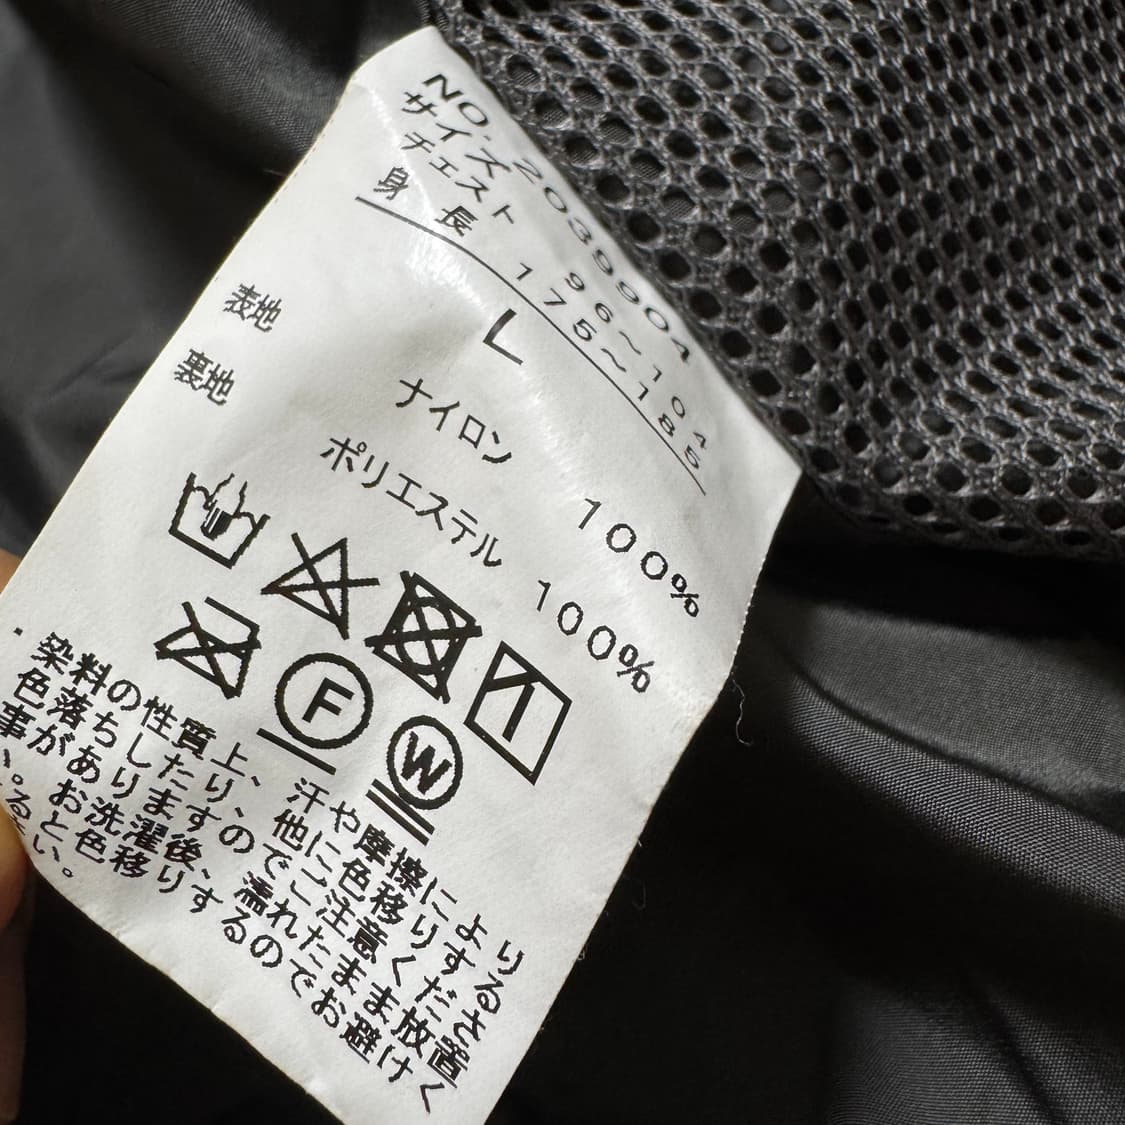 NO. 203904
サイズ L
チェスト 96〜104
身長 175〜185
表地 ナイロン 100%
裏地 ポリエステル 100%
F
W
・染料の性質上、汗や摩擦により
色落ちしたり、他に色移りする
事がありますのでご注意くださ
い。お洗濯後、濡れたまま放置
すると色移りするのでお避けく
ださい。